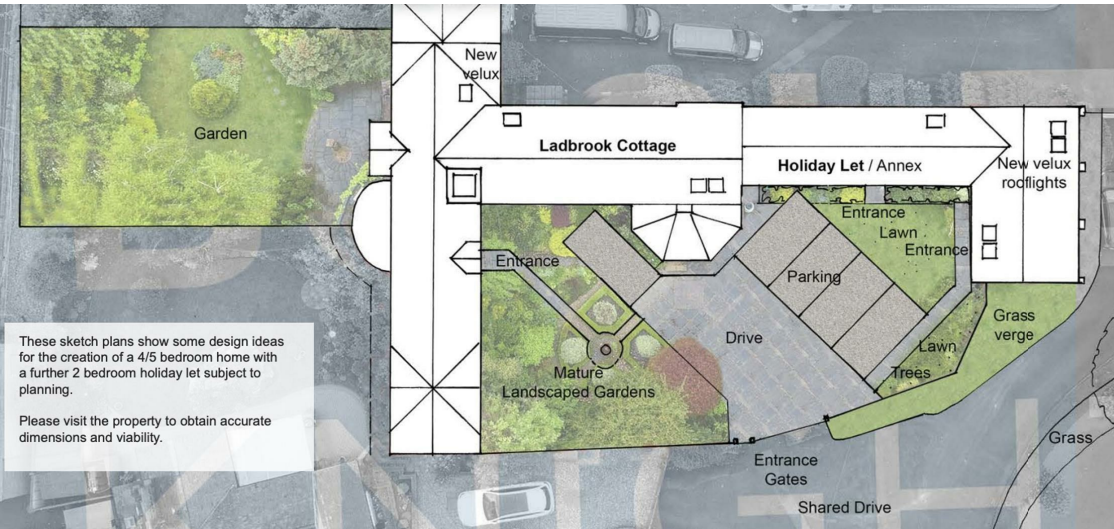 New
velux
Garden
Ladbrook Cottage
Holiday Let / Annex
New velux
rooflights
Entrance
Lawn
Entrance
Entrance
Parking
Grass
verge
Drive
Lawn
Trees
Mature
Landscaped Gardens
These sketch plans show some design ideas
for the creation of a 4/5 bedroom home with
a further 2 bedroom holiday let subject to
planning.
Please visit the property to obtain accurate
dimensions and viability.
Grass
Entrance
Gates
Shared Drive